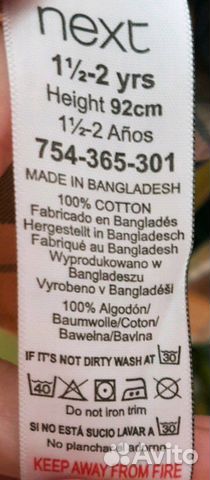 next
1½-2 yrs
Height 92cm
1½-2 Años
754-365-301
MADE IN BANGLADESH
100% COTTON
Fabricado en Bangladés
Hergestellt in Bangladesch
Fabriqué au Bangladesh
Wyprodukowano w
Bangladeszu
Vyrobeno v Bangladéši
100% Algodón/
Baumwolle/Coton/
Bawełna/Bavlna
IF IT'S NOT DIRTY WASH AT 30
40
Do not iron trim
SI NO ESTÁ SUCIO LAVAR A 30
No planchar el adorno
KEEP AWAY FROM FIRE
Avito